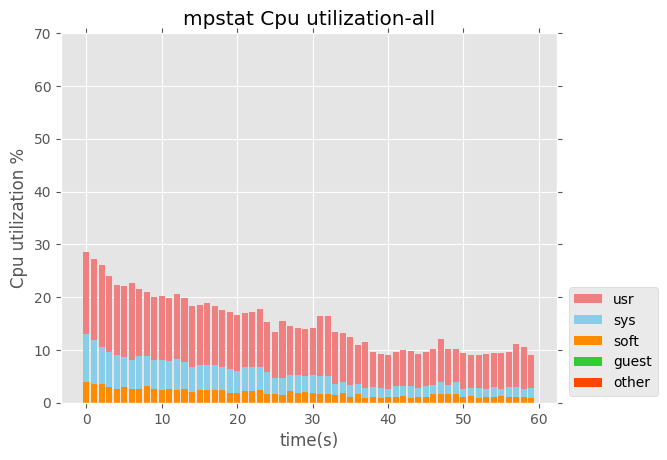 mpstat Cpu utilization-all
Cpu utilization %
70
60
50
40
30
20
10
0
0 10 20 30 40 50 60
time(s)
usr
sys
soft
guest
other